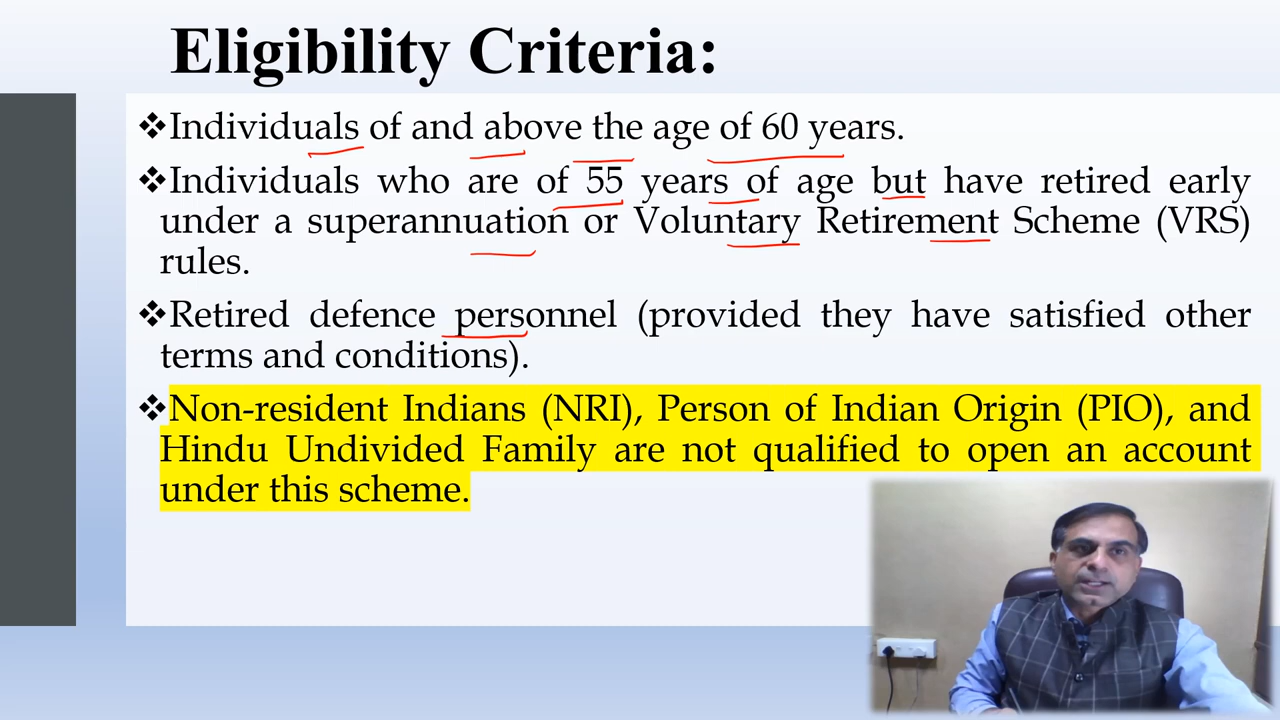 Eligibility Criteria:
❖Individuals of and above the age of 60 years.
❖Individuals who are of 55 years of age but have retired early
under a superannuation or Voluntary Retirement Scheme (VRS)
rules.
❖Retired defence personnel (provided they have satisfied other
terms and conditions).
❖Non-resident Indians (NRI), Person of Indian Origin (PIO), and
Hindu Undivided Family are not qualified to open an account
under this scheme.